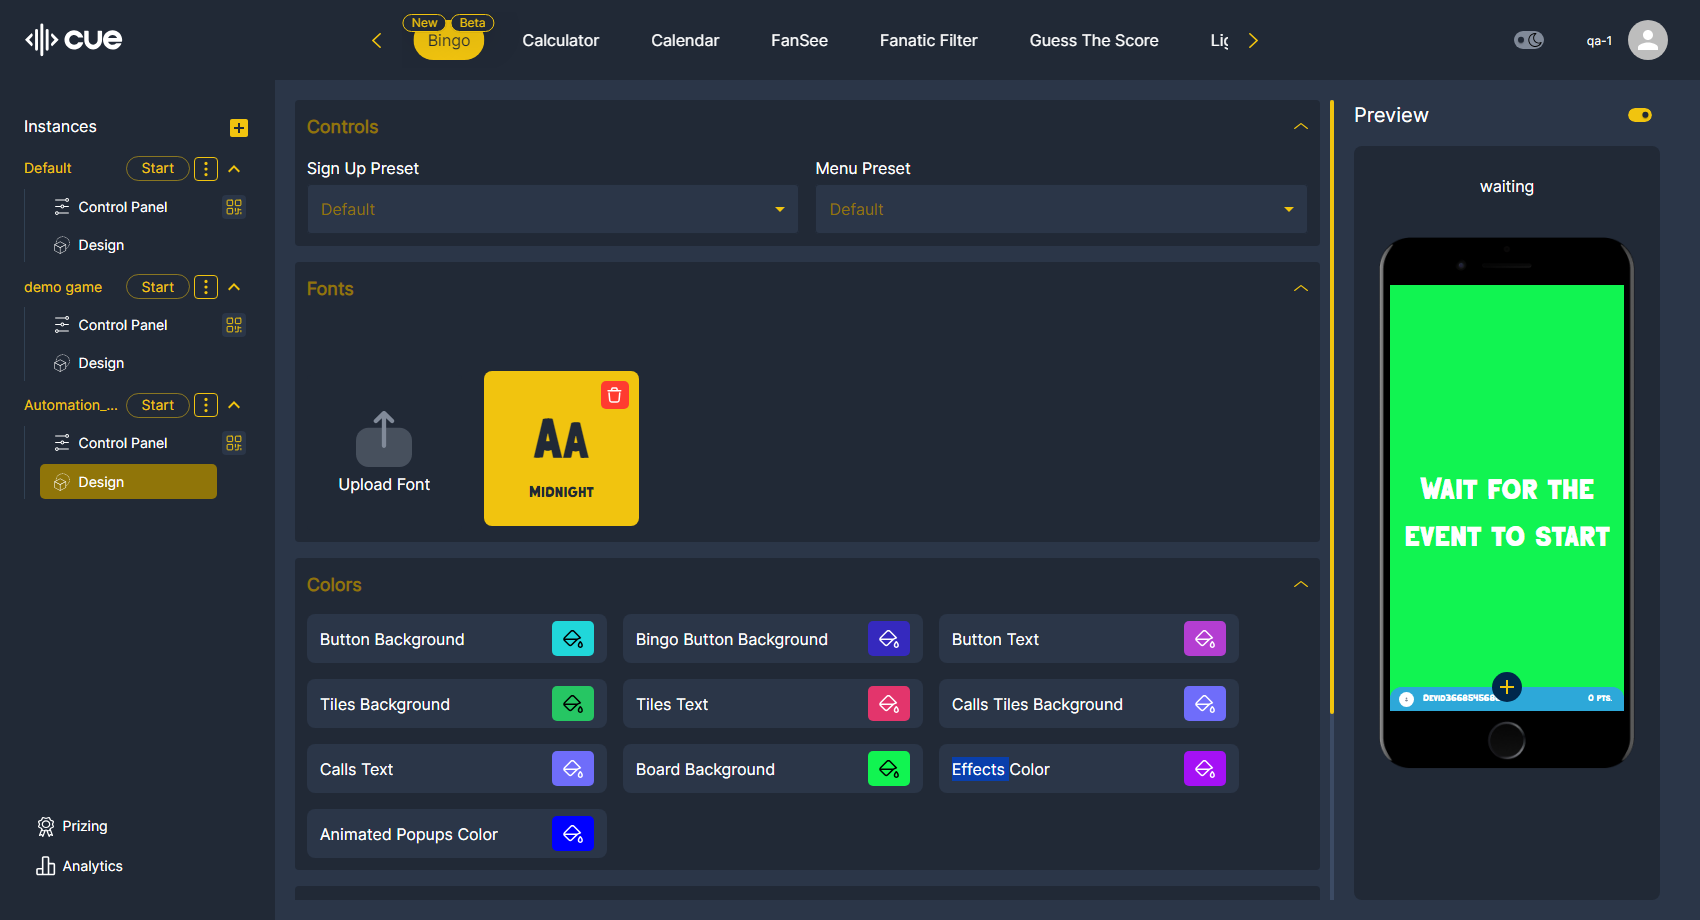 cue
New Beta
Bingo Calculator Calendar FanSee Fanatic Filter Guess The Score
qa-1
Instances
Default Start
Control Panel
Design
demo game Start
Control Panel
Design
Automation_... Start
Control Panel
Design
Prizing
Analytics
Controls
Sign Up Preset Menu Preset
Default Default
Fonts
Upload Font
AA
MIDNIGHT
Colors
Button Background Bingo Button Background Button Text
Tiles Background Tiles Text Calls Tiles Background
Calls Text Board Background Effects Color
Animated Popups Color
Preview
waiting
WAIT FOR THE
EVENT TO START
0 PTS.